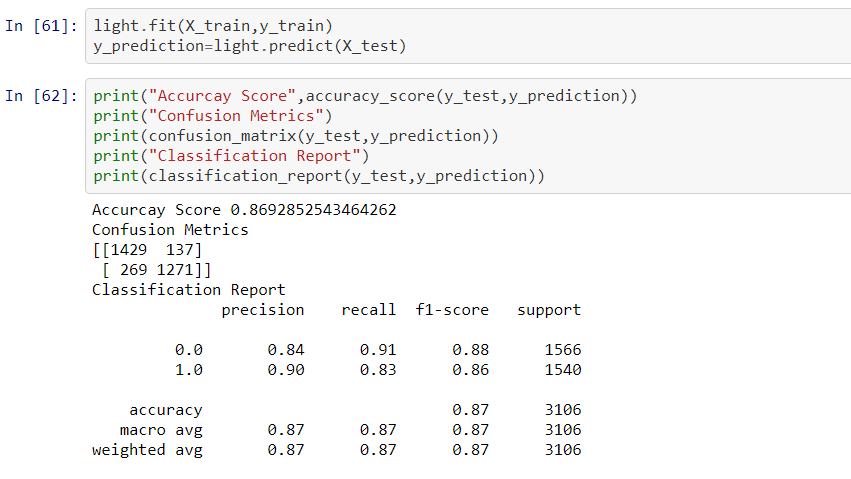 In [61]: light.fit(X_train,y_train)
y_prediction=light.predict(X_test)
In [62]: print("Accurcay Score",accuracy_score(y_test,y_prediction))
print("Confusion Metrics")
print(confusion_matrix(y_test,y_prediction))
print("Classification Report")
print(classification_report(y_test,y_prediction))
Accurcay Score 0.8692852543464262
Confusion Metrics
[[1429  137]
 [ 269 1271]]
Classification Report
              precision    recall  f1-score   support
         0.0       0.84      0.91      0.88      1566
         1.0       0.90      0.83      0.86      1540
    accuracy                           0.87      3106
   macro avg       0.87      0.87      0.87      3106
weighted avg       0.87      0.87      0.87      3106